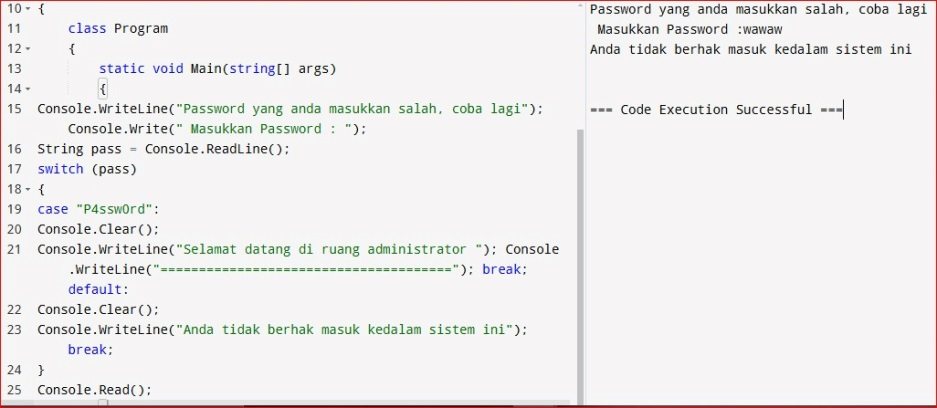 10 {
11 class Program
12 {
13 static void Main(string[] args)
14 {
15 Console.WriteLine("Password yang anda masukkan salah, coba lagi");
Console.Write(" Masukkan Password : ");
16 String pass = Console.ReadLine();
17 switch (pass)
18 {
19 case "P4ssw0rd":
20 Console.Clear();
21 Console.WriteLine("Selamat datang di ruang administrator "); Console
.WriteLine("======================================"); break;
default:
22 Console.Clear();
23 Console.WriteLine("Anda tidak berhak masuk kedalam sistem ini");
break;
24 }
25 Console.Read();
Password yang anda masukkan salah, coba lagi
Masukkan Password :wawaw
Anda tidak berhak masuk kedalam sistem ini
=== Code Execution Successful ===